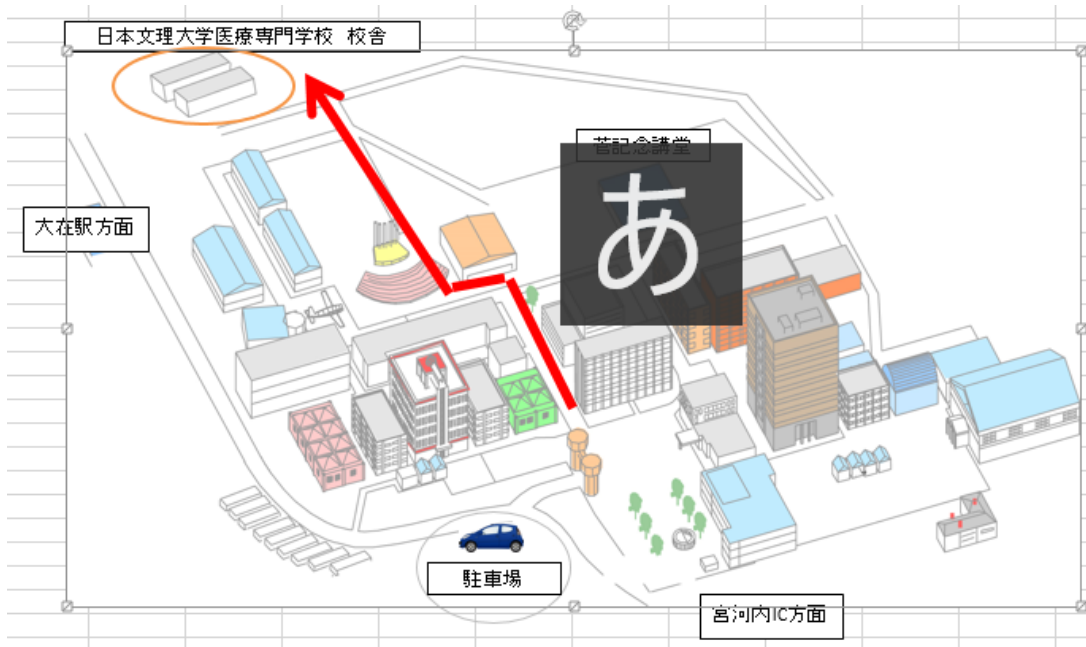 日本文理大学医療専門学校 校舎
菅記念講堂
あ
大在駅方面
駐車場
宮河内IC方面